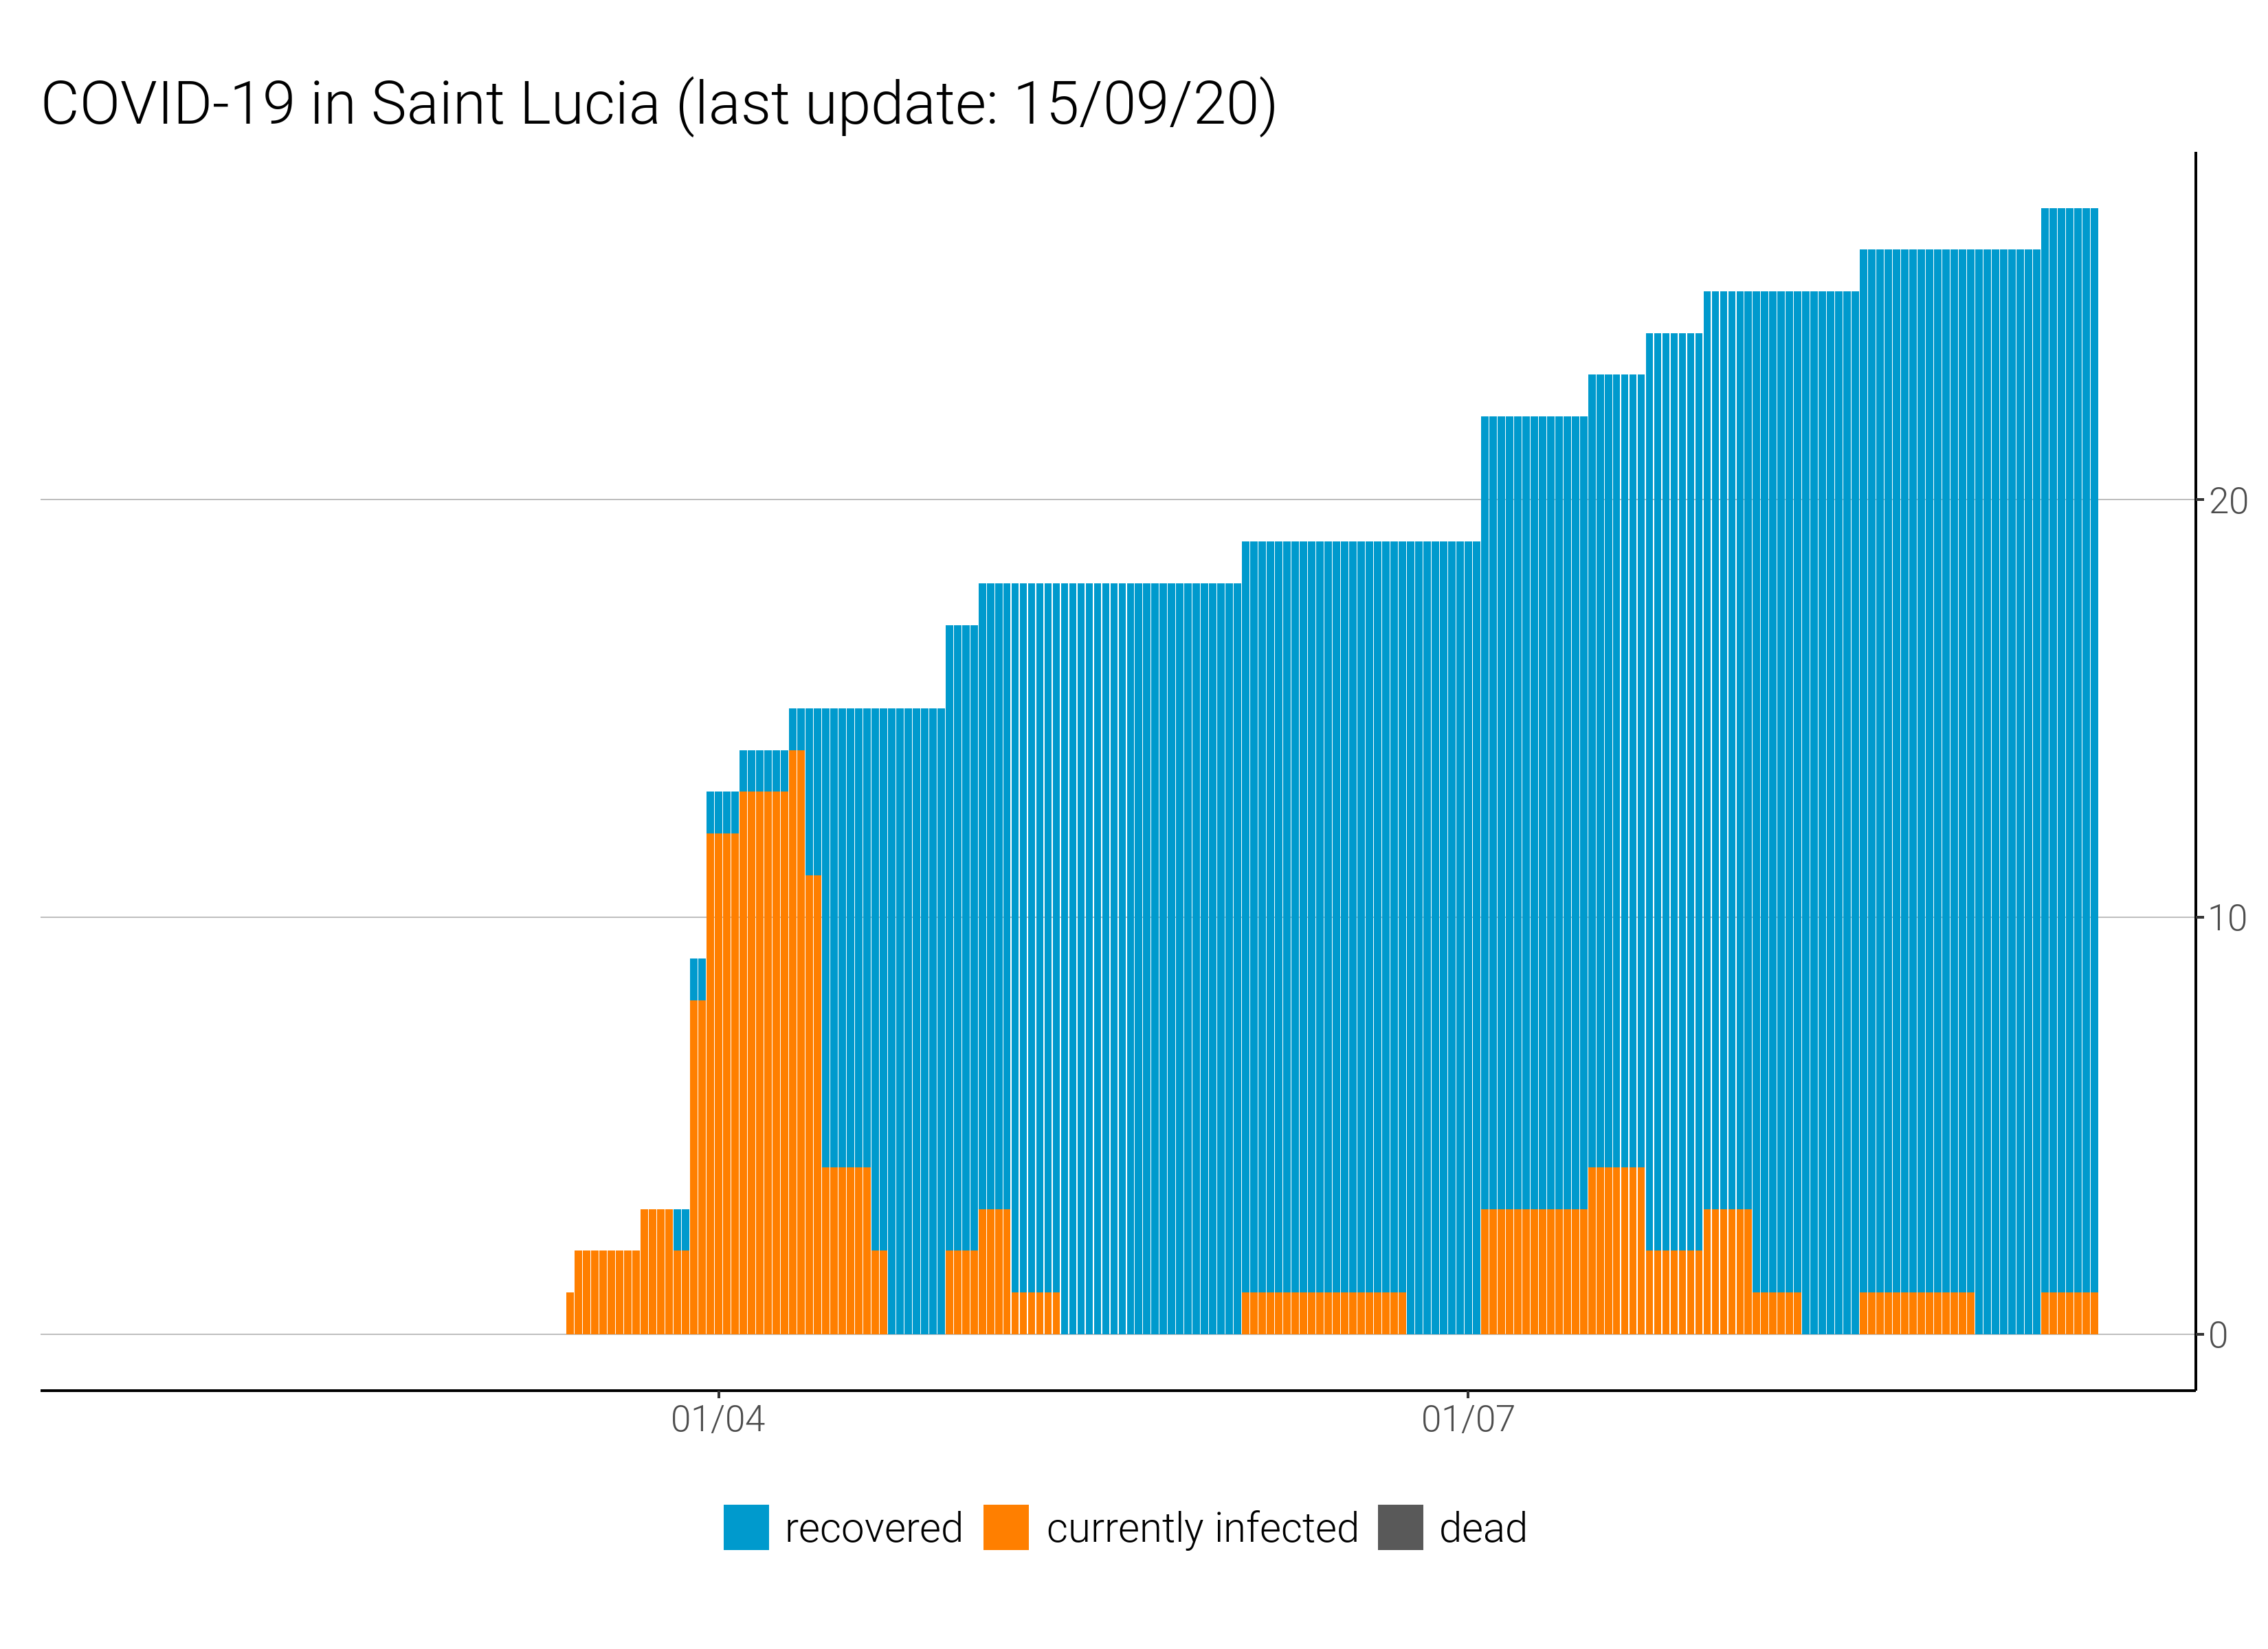 COVID-19 in Saint Lucia (last update: 15/09/20)
20
10
0
01/04 01/07
recovered currently infected dead